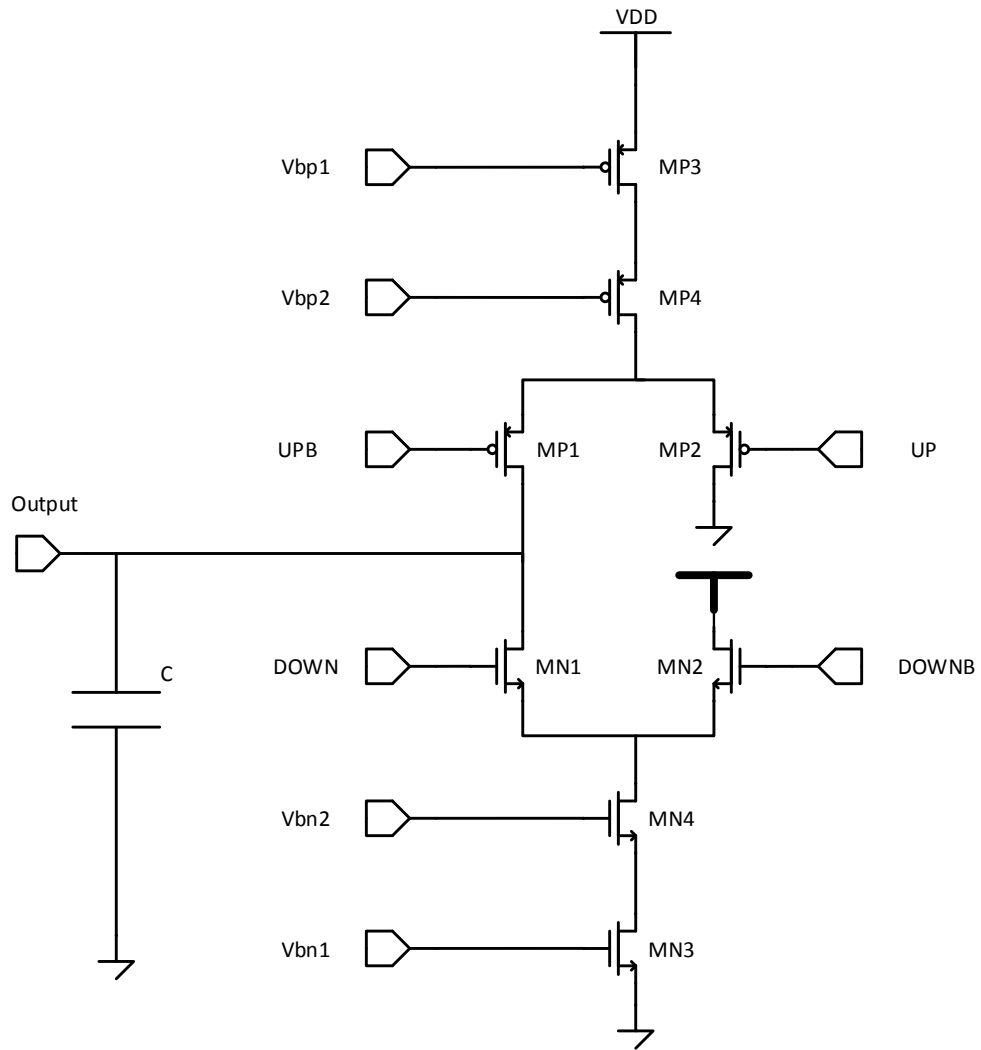 VDD
Vbp1
MP3
Vbp2
MP4
UPB
MP1
MP2
UP
Output
C
DOWN
MN1
MN2
DOWNB
Vbn2
MN4
Vbn1
MN3